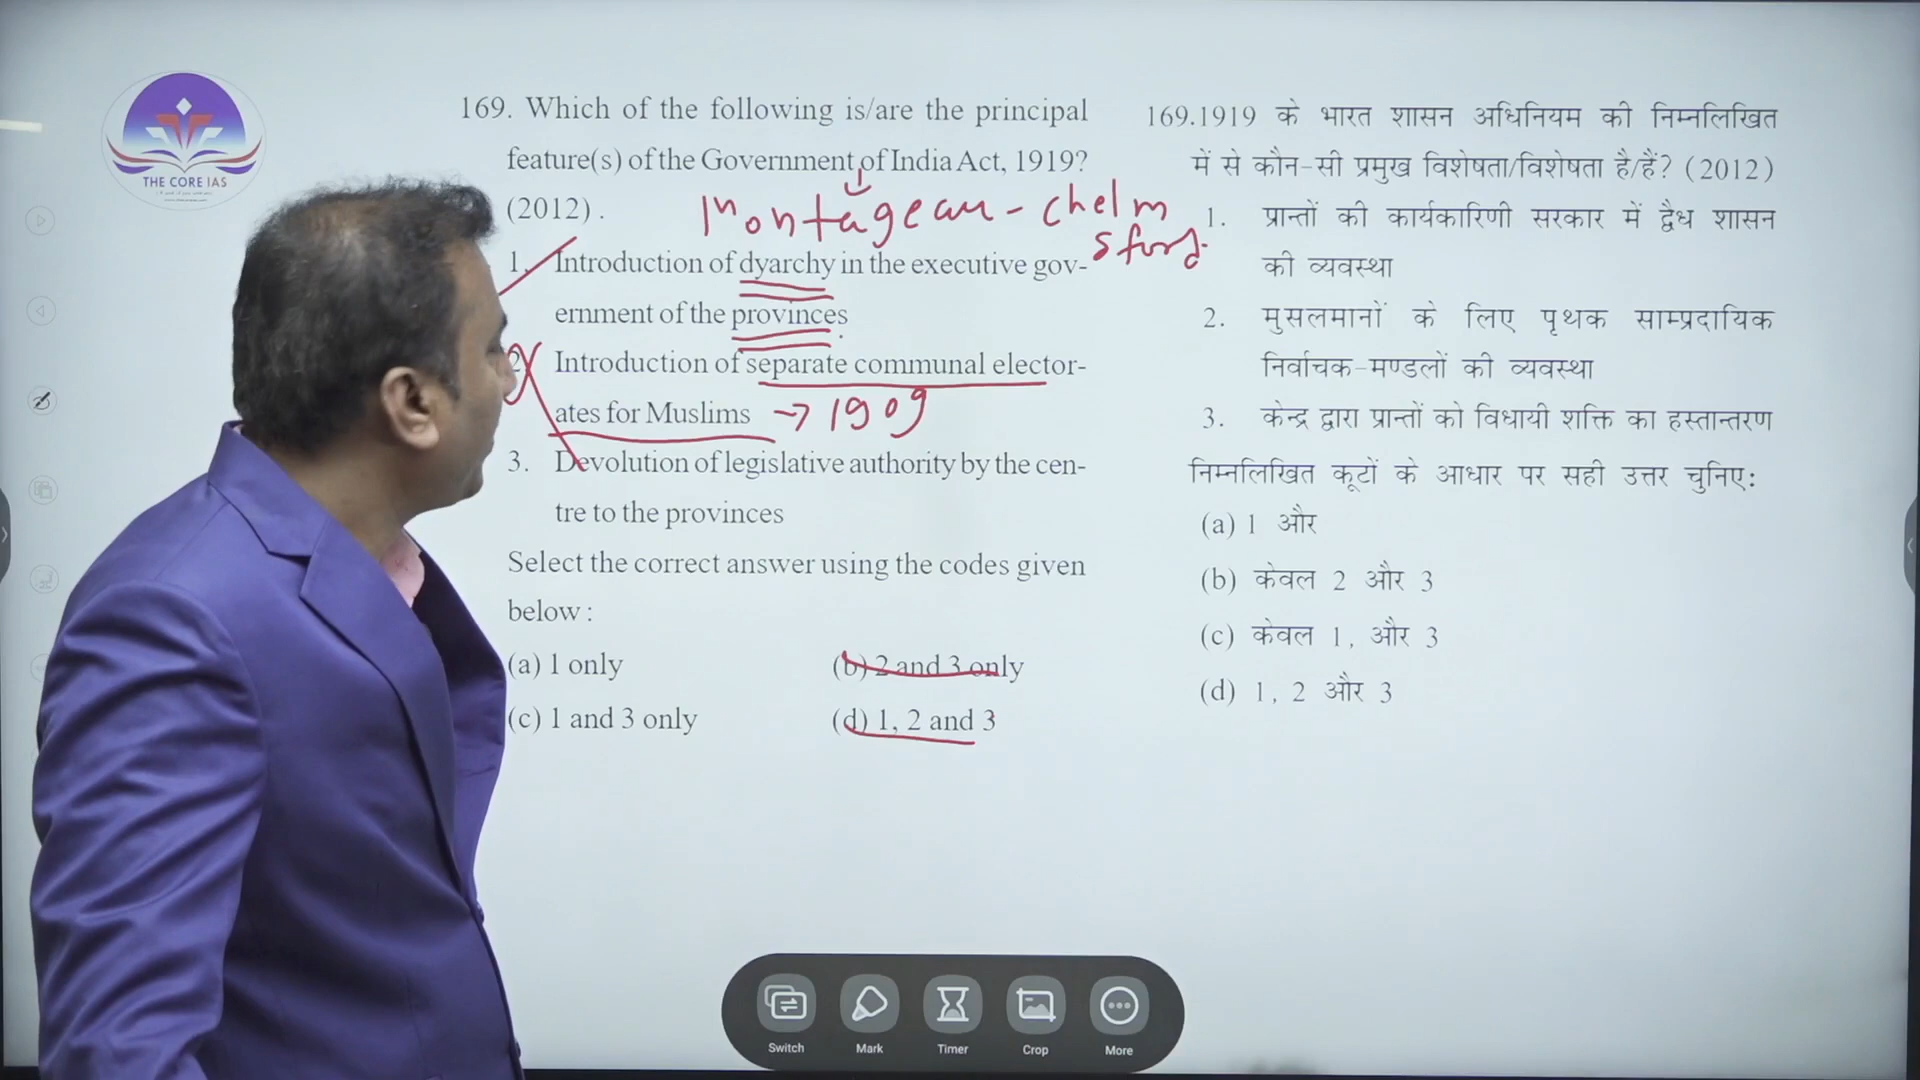 THE CORE IAS
169. Which of the following is/are the principal
feature(s) of the Government of India Act, 1919?
(2012) .
Montageau - chelm
sford.
1. Introduction of dyarchy in the executive gov-
ernment of the provinces
2. Introduction of separate communal elector-
ates for Muslims → 1909
3. Devolution of legislative authority by the cen-
tre to the provinces
Select the correct answer using the codes given
below :
(a) 1 only (b) 2 and 3 only
(c) 1 and 3 only (d) 1, 2 and 3
169.1919 के भारत शासन अधिनियम की निम्नलिखित
में से कौन-सी प्रमुख विशेषता/विशेषता है/हैं? (2012)
1. प्रान्तों की कार्यकारिणी सरकार में द्वैध शासन
की व्यवस्था
2. मुसलमानों के लिए पृथक साम्प्रदायिक
निर्वाचक-मण्डलों की व्यवस्था
3. केन्द्र द्वारा प्रान्तों को विधायी शक्ति का हस्तान्तरण
निम्नलिखित कूटों के आधार पर सही उत्तर चुनिए:
(a) 1 और
(b) केवल 2 और 3
(c) केवल 1, और 3
(d) 1, 2 और 3
Switch Mark Timer Crop More